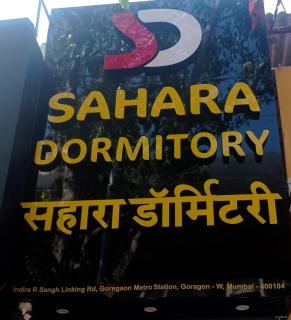 SAHARA
DORMITORY
सहारा डॉर्मिटरी
Indira R Sangh Linking Rd, Goregaon Metro Station, Goragon - W, Mumbai - 400104